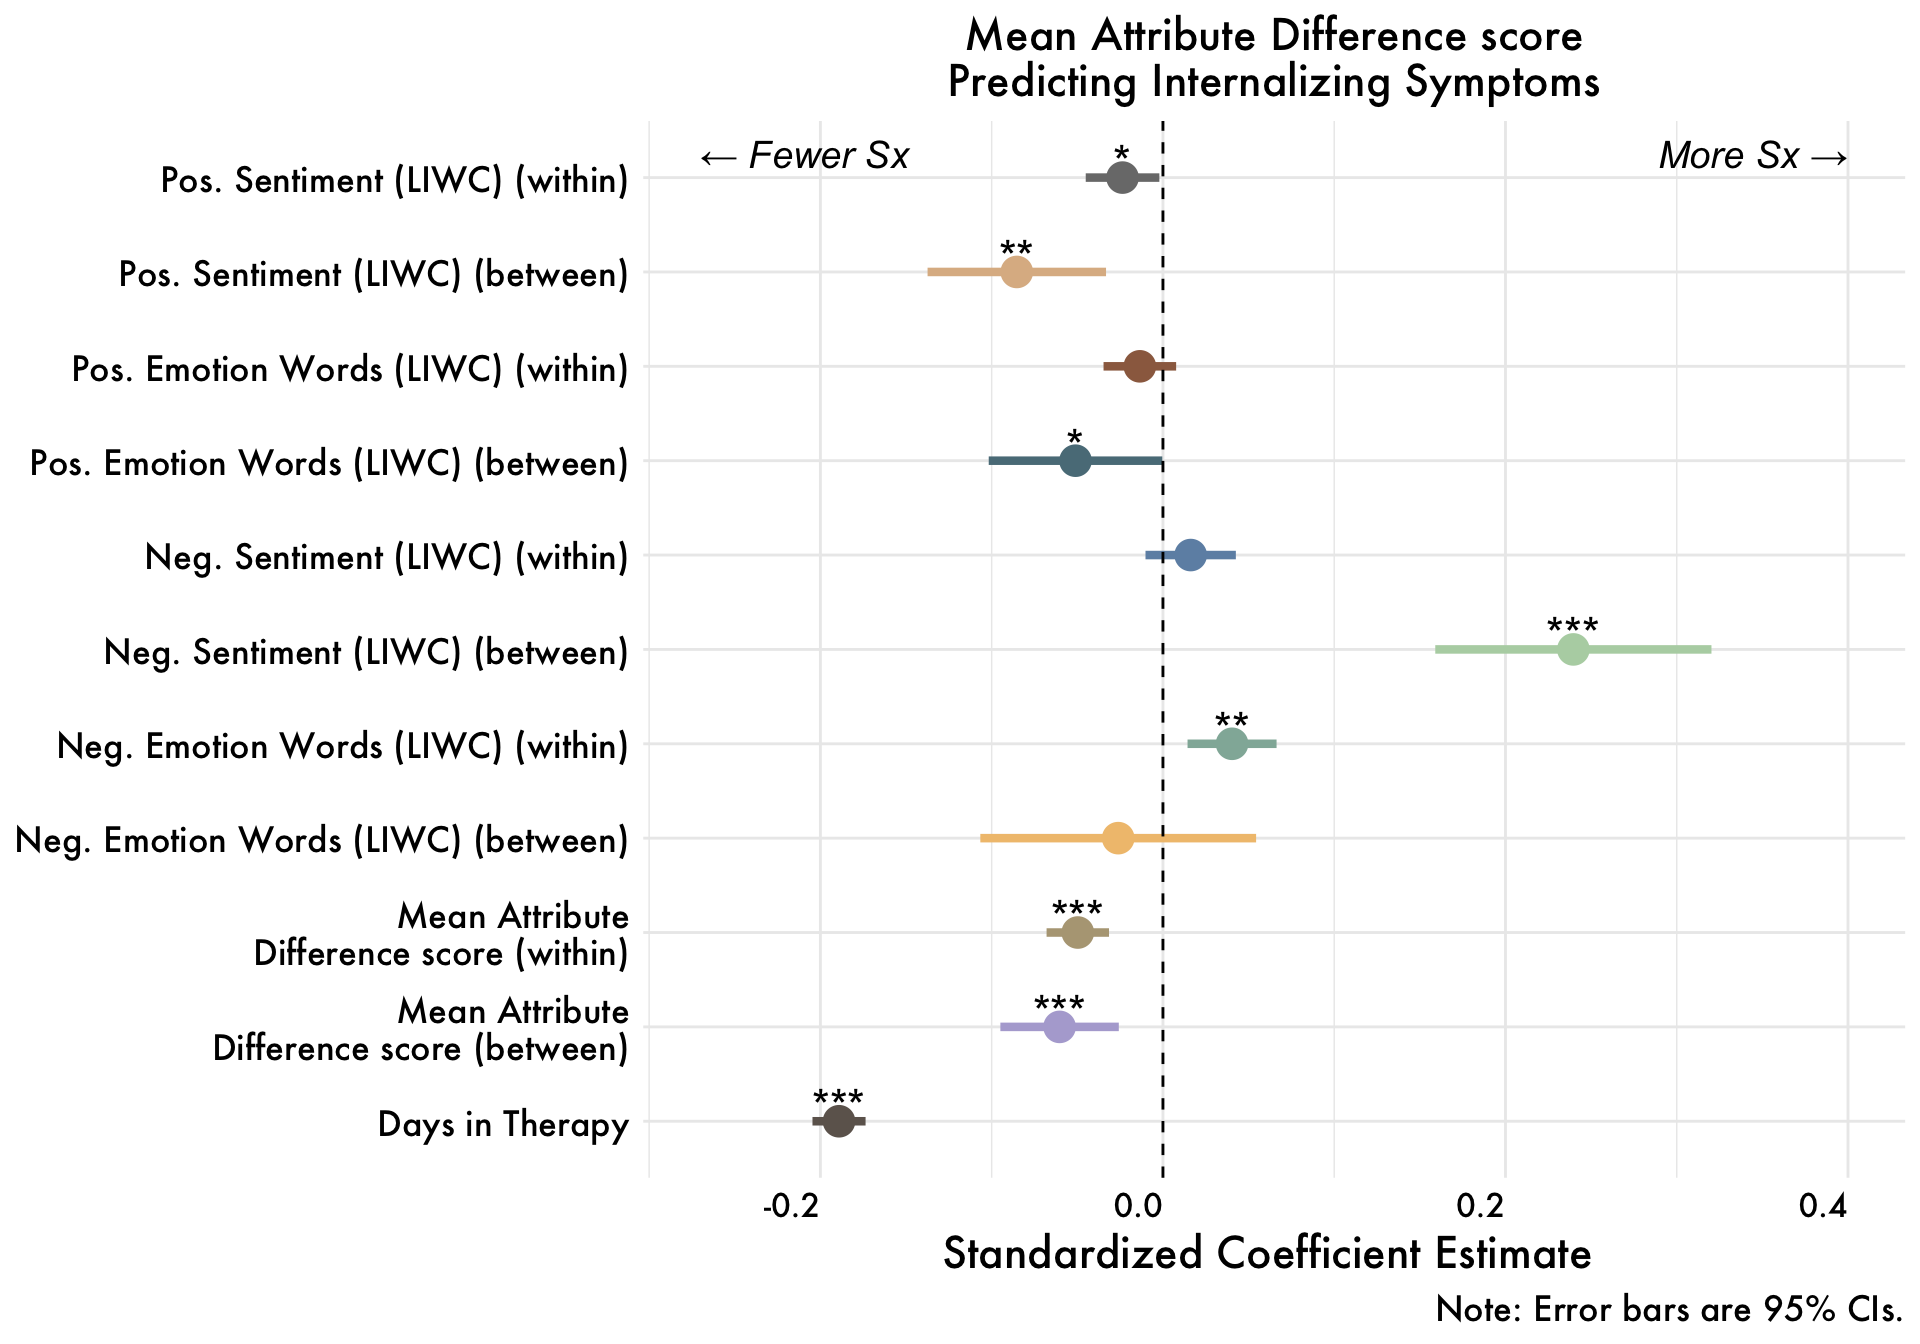 Mean Attribute Difference score
Predicting Internalizing Symptoms
← Fewer Sx
More Sx →
Pos. Sentiment (LIWC) (within)
*
Pos. Sentiment (LIWC) (between)
**
Pos. Emotion Words (LIWC) (within)
Pos. Emotion Words (LIWC) (between)
*
Neg. Sentiment (LIWC) (within)
Neg. Sentiment (LIWC) (between)
***
Neg. Emotion Words (LIWC) (within)
**
Neg. Emotion Words (LIWC) (between)
Mean Attribute
Difference score (within)
***
Mean Attribute
Difference score (between)
***
Days in Therapy
***
-0.2 0.0 0.2 0.4
Standardized Coefficient Estimate
Note: Error bars are 95% CIs.